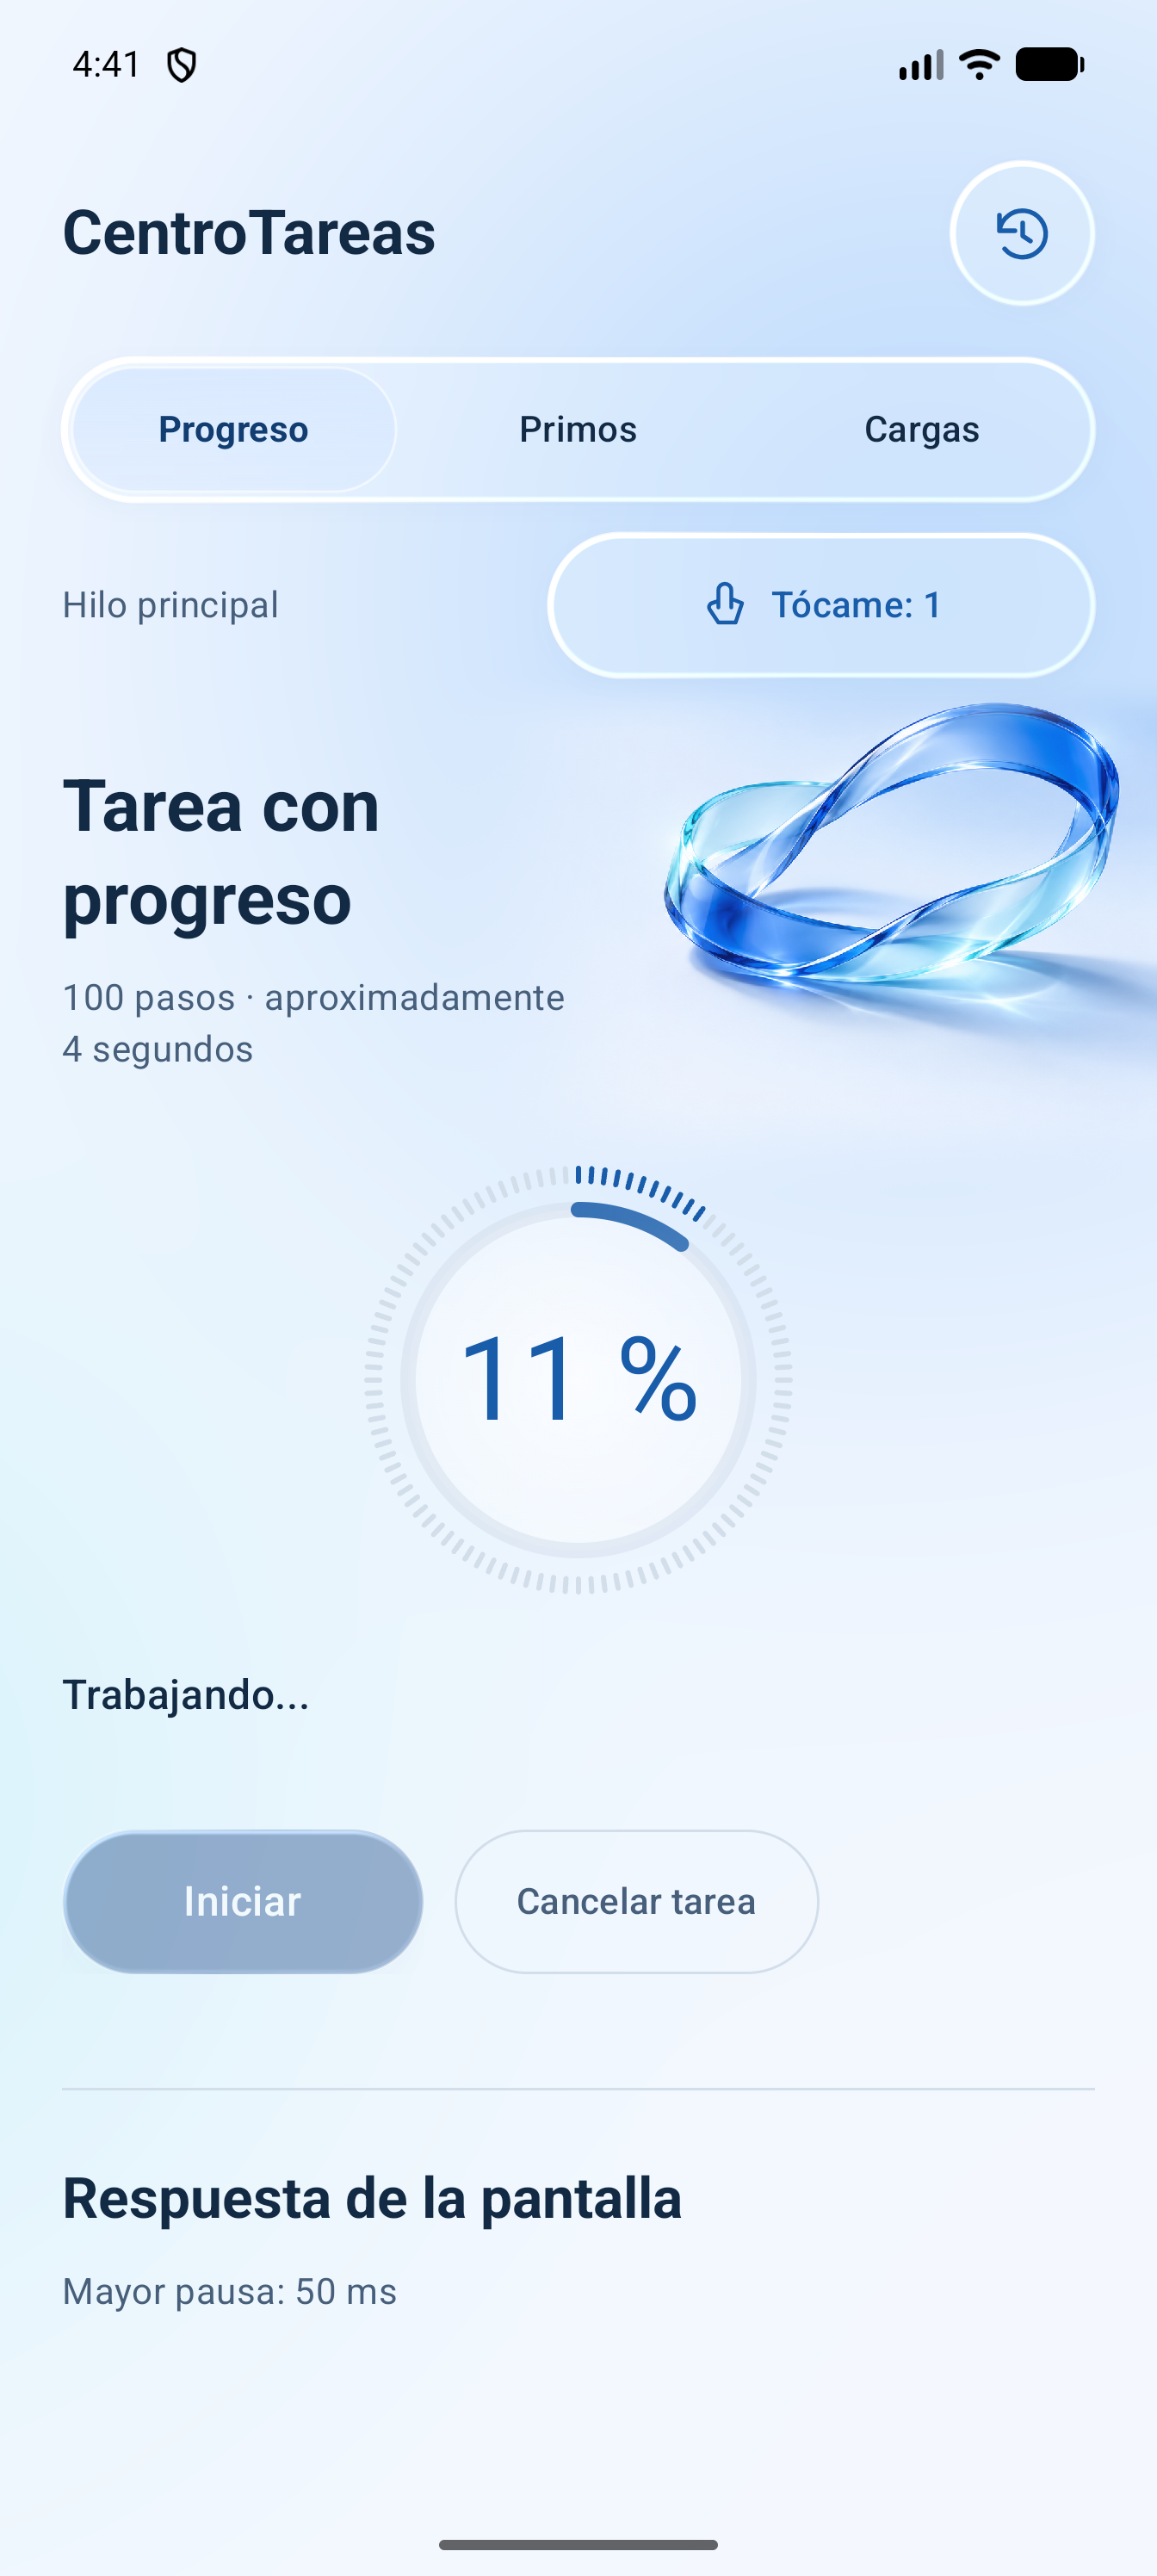 4:41
CentroTareas
Progreso
Primos
Cargas
Hilo principal
Tócame: 1
Tarea con
progreso
100 pasos · aproximadamente
4 segundos
11 %
Trabajando...
Iniciar
Cancelar tarea
Respuesta de la pantalla
Mayor pausa: 50 ms